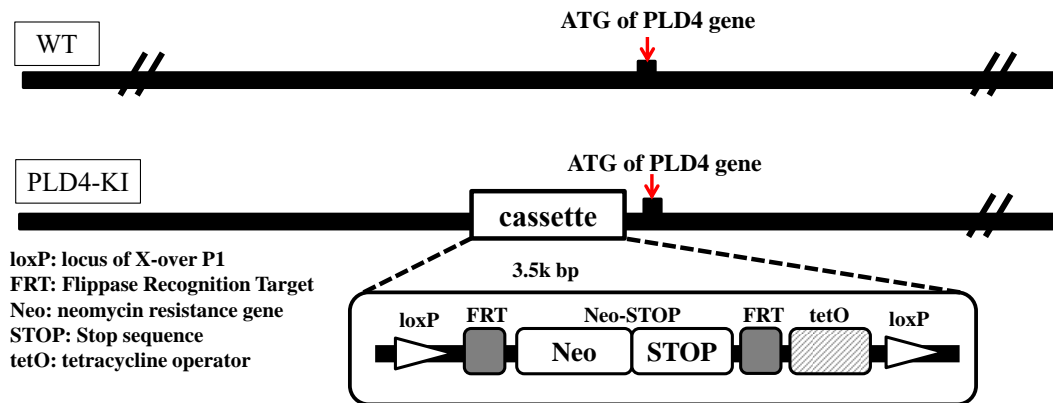 WT
ATG of PLD4 gene
PLD4-KI
ATG of PLD4 gene
cassette
loxP: locus of X-over P1
FRT: Flippase Recognition Target
Neo: neomycin resistance gene
STOP: Stop sequence
tetO: tetracycline operator
3.5k bp
loxP FRT Neo-STOP FRT tetO loxP
Neo STOP